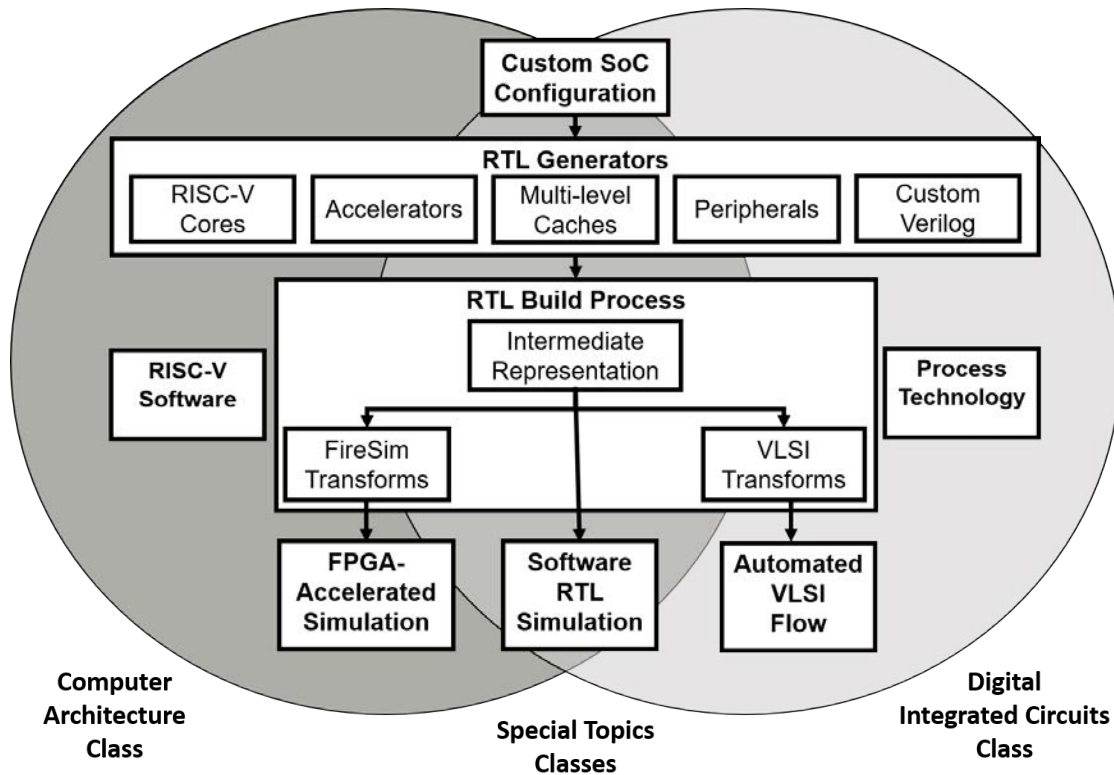 Custom SoC
Configuration
RTL Generators
RISC-V
Cores
Accelerators
Multi-level
Caches
Peripherals
Custom
Verilog
RTL Build Process
Intermediate
Representation
RISC-V
Software
Process
Technology
FireSim
Transforms
VLSI
Transforms
FPGA-
Accelerated
Simulation
Software
RTL
Simulation
Automated
VLSI
Flow
Computer
Architecture
Class
Special Topics
Classes
Digital
Integrated Circuits
Class